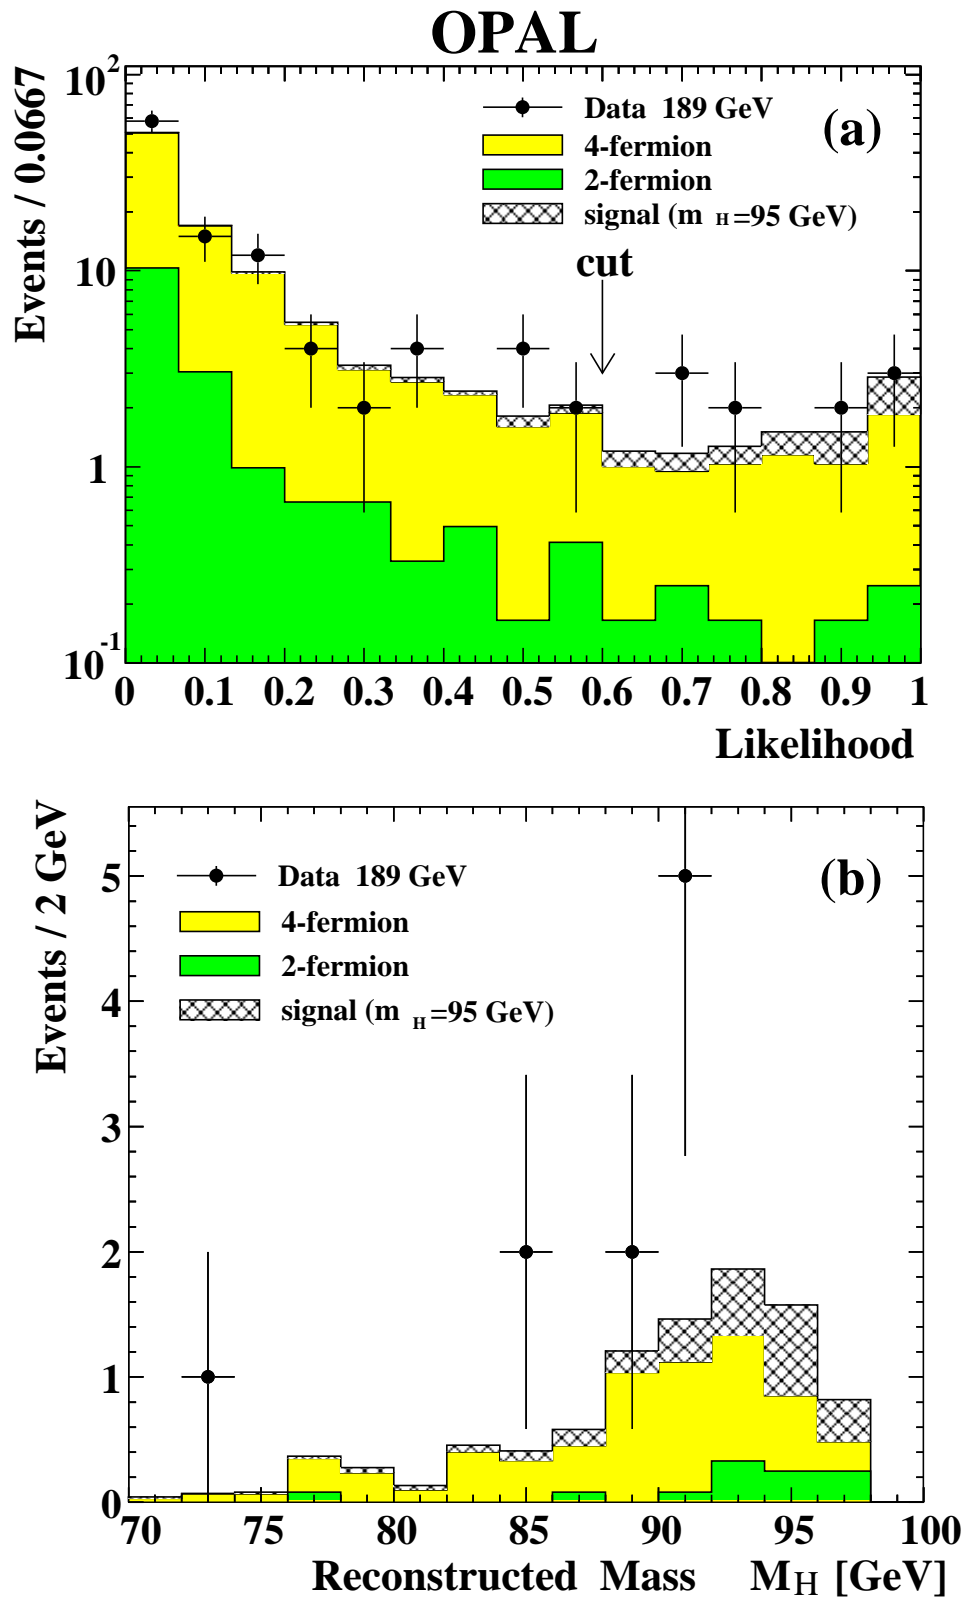 OPAL
Events / 0.0667
10²
10
1
10⁻¹
Data 189 GeV
4-fermion
2-fermion
signal (m H=95 GeV)
(a)
cut
0 0.1 0.2 0.3 0.4 0.5 0.6 0.7 0.8 0.9 1
Likelihood
Events / 2 GeV
5
4
3
2
1
0
Data 189 GeV
4-fermion
2-fermion
signal (m H=95 GeV)
(b)
70 75 80 85 90 95 100
Reconstructed Mass MH [GeV]